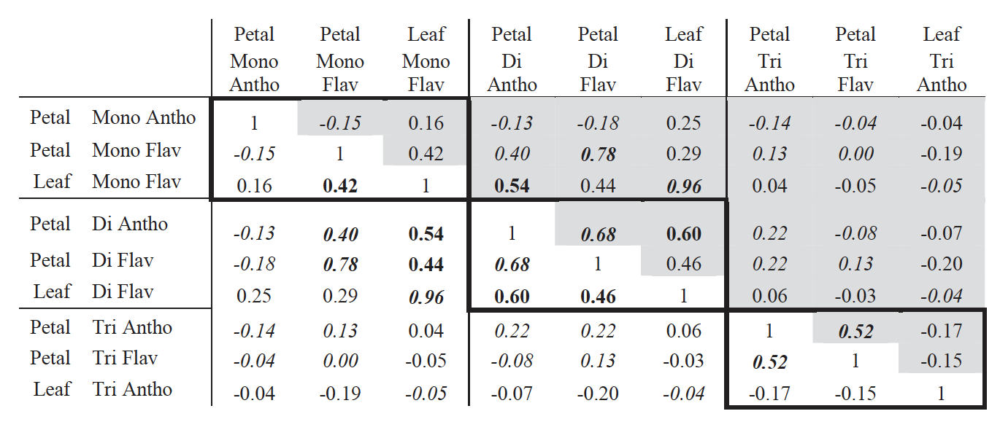 Petal Petal Leaf Petal Petal Leaf Petal Petal Leaf
Mono Mono Mono Di Di Di Tri Tri Tri
Antho Flav Flav Antho Flav Flav Antho Flav Antho
Petal Mono Antho 1 -0.15 0.16 -0.13 -0.18 0.25 -0.14 -0.04 -0.04
Petal Mono Flav -0.15 1 0.42 0.40 0.78 0.29 0.13 0.00 -0.19
Leaf Mono Flav 0.16 0.42 1 0.54 0.44 0.96 0.04 -0.05 -0.05
Petal Di Antho -0.13 0.40 0.54 1 0.68 0.60 0.22 -0.08 -0.07
Petal Di Flav -0.18 0.78 0.44 0.68 1 0.46 0.22 0.13 -0.20
Leaf Di Flav 0.25 0.29 0.96 0.60 0.46 1 0.06 -0.03 -0.04
Petal Tri Antho -0.14 0.13 0.04 0.22 0.22 0.06 1 0.52 -0.17
Petal Tri Flav -0.04 0.00 -0.05 -0.08 0.13 -0.03 0.52 1 -0.15
Leaf Tri Antho -0.04 -0.19 -0.05 -0.07 -0.20 -0.04 -0.17 -0.15 1